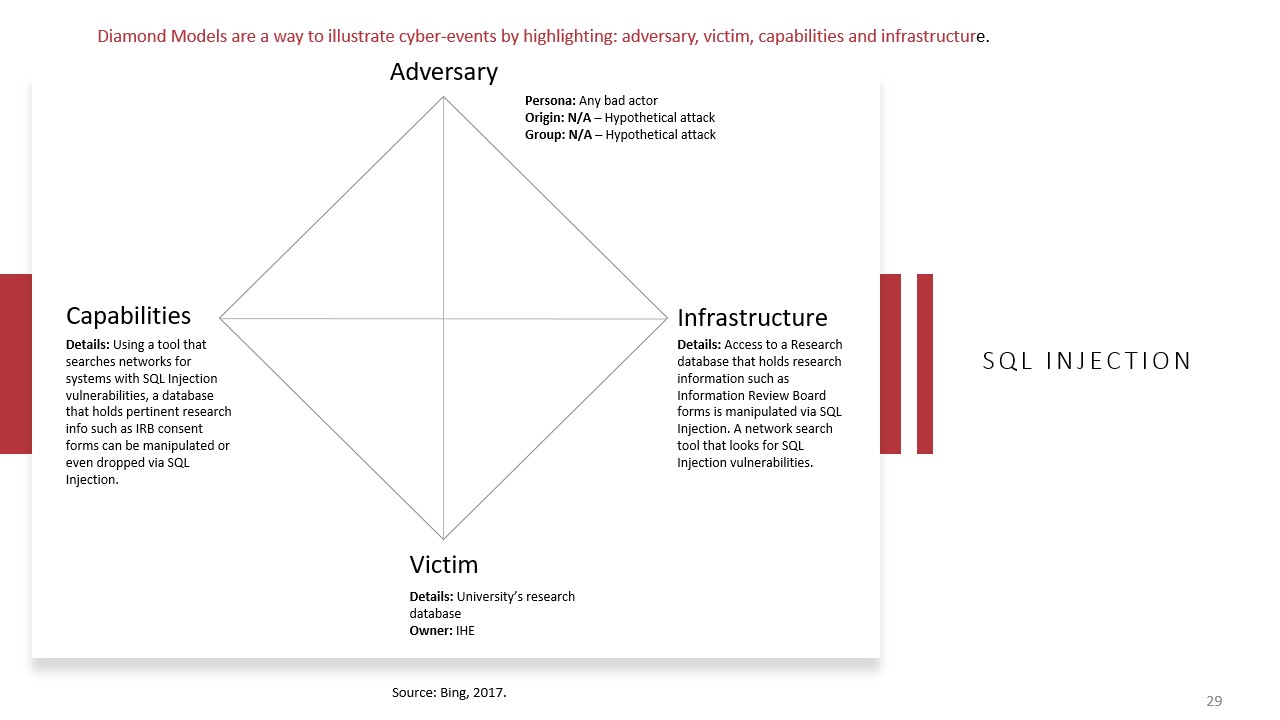 Diamond Models are a way to illustrate cyber-events by highlighting: adversary, victim, capabilities and infrastructure.
Adversary
Persona: Any bad actor
Origin: N/A – Hypothetical attack
Group: N/A – Hypothetical attack
Capabilities
Details: Using a tool that
searches networks for
systems with SQL Injection
vulnerabilities, a database
that holds pertinent research
info such as IRB consent
forms can be manipulated or
even dropped via SQL
Injection.
Infrastructure
Details: Access to a Research
database that holds research
information such as
Information Review Board
forms is manipulated via SQL
Injection. A network search
tool that looks for SQL
Injection vulnerabilities.
SQL INJECTION
Victim
Details: University’s research
database
Owner: IHE
Source: Bing, 2017.
29